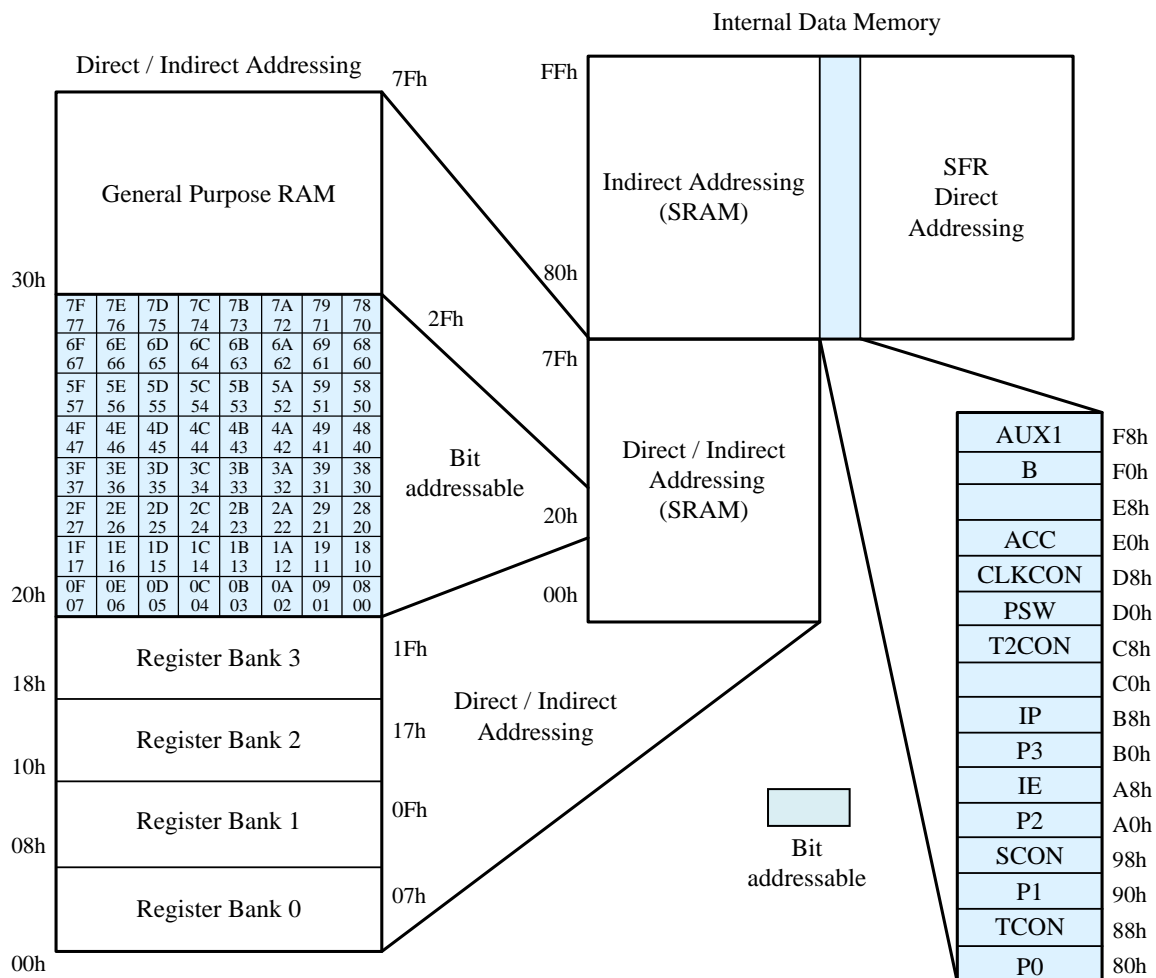 Internal Data Memory
Direct / Indirect Addressing
7Fh
General Purpose RAM
30h
7F 7E 7D 7C 7B 7A 79 78
77 76 75 74 73 72 71 70
6F 6E 6D 6C 6B 6A 69 68
67 66 65 64 63 62 61 60
5F 5E 5D 5C 5B 5A 59 58
57 56 55 54 53 52 51 50
4F 4E 4D 4C 4B 4A 49 48
47 46 45 44 43 42 41 40
3F 3E 3D 3C 3B 3A 39 38
37 36 35 34 33 32 31 30
2F 2E 2D 2C 2B 2A 29 28
27 26 25 24 23 22 21 20
1F 1E 1D 1C 1B 1A 19 18
17 16 15 14 13 12 11 10
0F 0E 0D 0C 0B 0A 09 08
07 06 05 04 03 02 01 00
2Fh
Bit
addressable
20h
20h
Register Bank 3
1Fh
18h
Register Bank 2
17h
10h
Register Bank 1
0Fh
08h
Register Bank 0
07h
00h
Direct / Indirect
Addressing
FFh
Indirect Addressing
(SRAM)
80h
SFR
Direct
Addressing
7Fh
Direct / Indirect
Addressing
(SRAM)
00h
Bit
addressable
AUX1 F8h
B F0h
E8h
ACC E0h
CLKCON D8h
PSW D0h
T2CON C8h
C0h
IP B8h
P3 B0h
IE A8h
P2 A0h
SCON 98h
P1 90h
TCON 88h
P0 80h